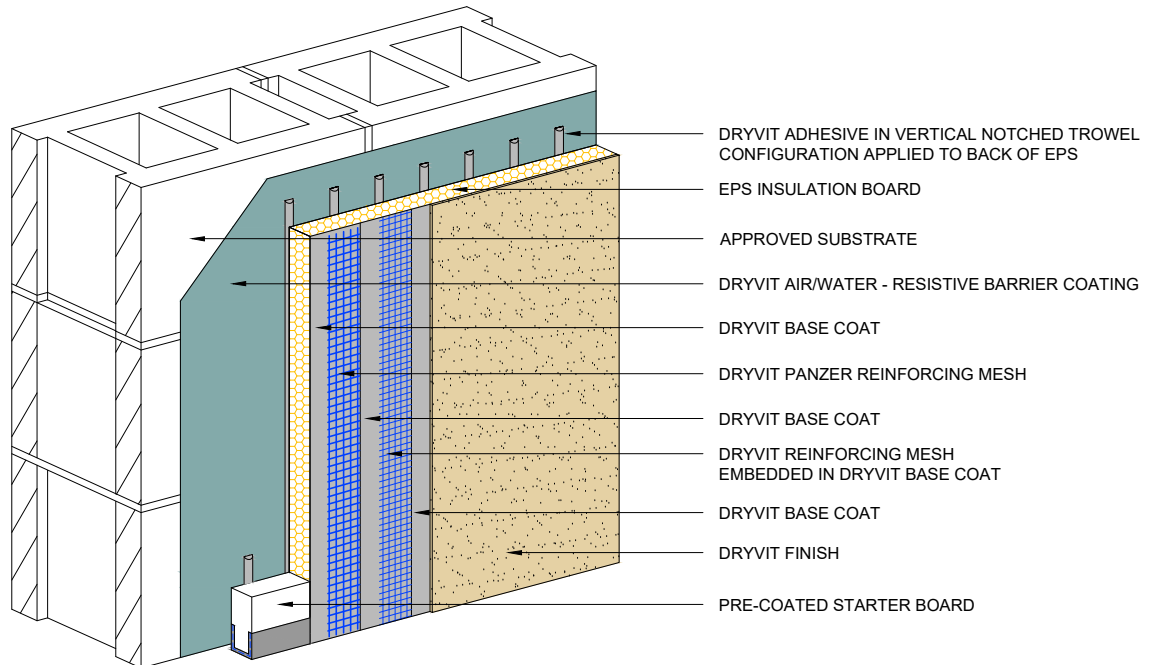 DRYVIT ADHESIVE IN VERTICAL NOTCHED TROWEL
CONFIGURATION APPLIED TO BACK OF EPS
EPS INSULATION BOARD
APPROVED SUBSTRATE
DRYVIT AIR/WATER - RESISTIVE BARRIER COATING
DRYVIT BASE COAT
DRYVIT PANZER REINFORCING MESH
DRYVIT BASE COAT
DRYVIT REINFORCING MESH
EMBEDDED IN DRYVIT BASE COAT
DRYVIT BASE COAT
DRYVIT FINISH
PRE-COATED STARTER BOARD